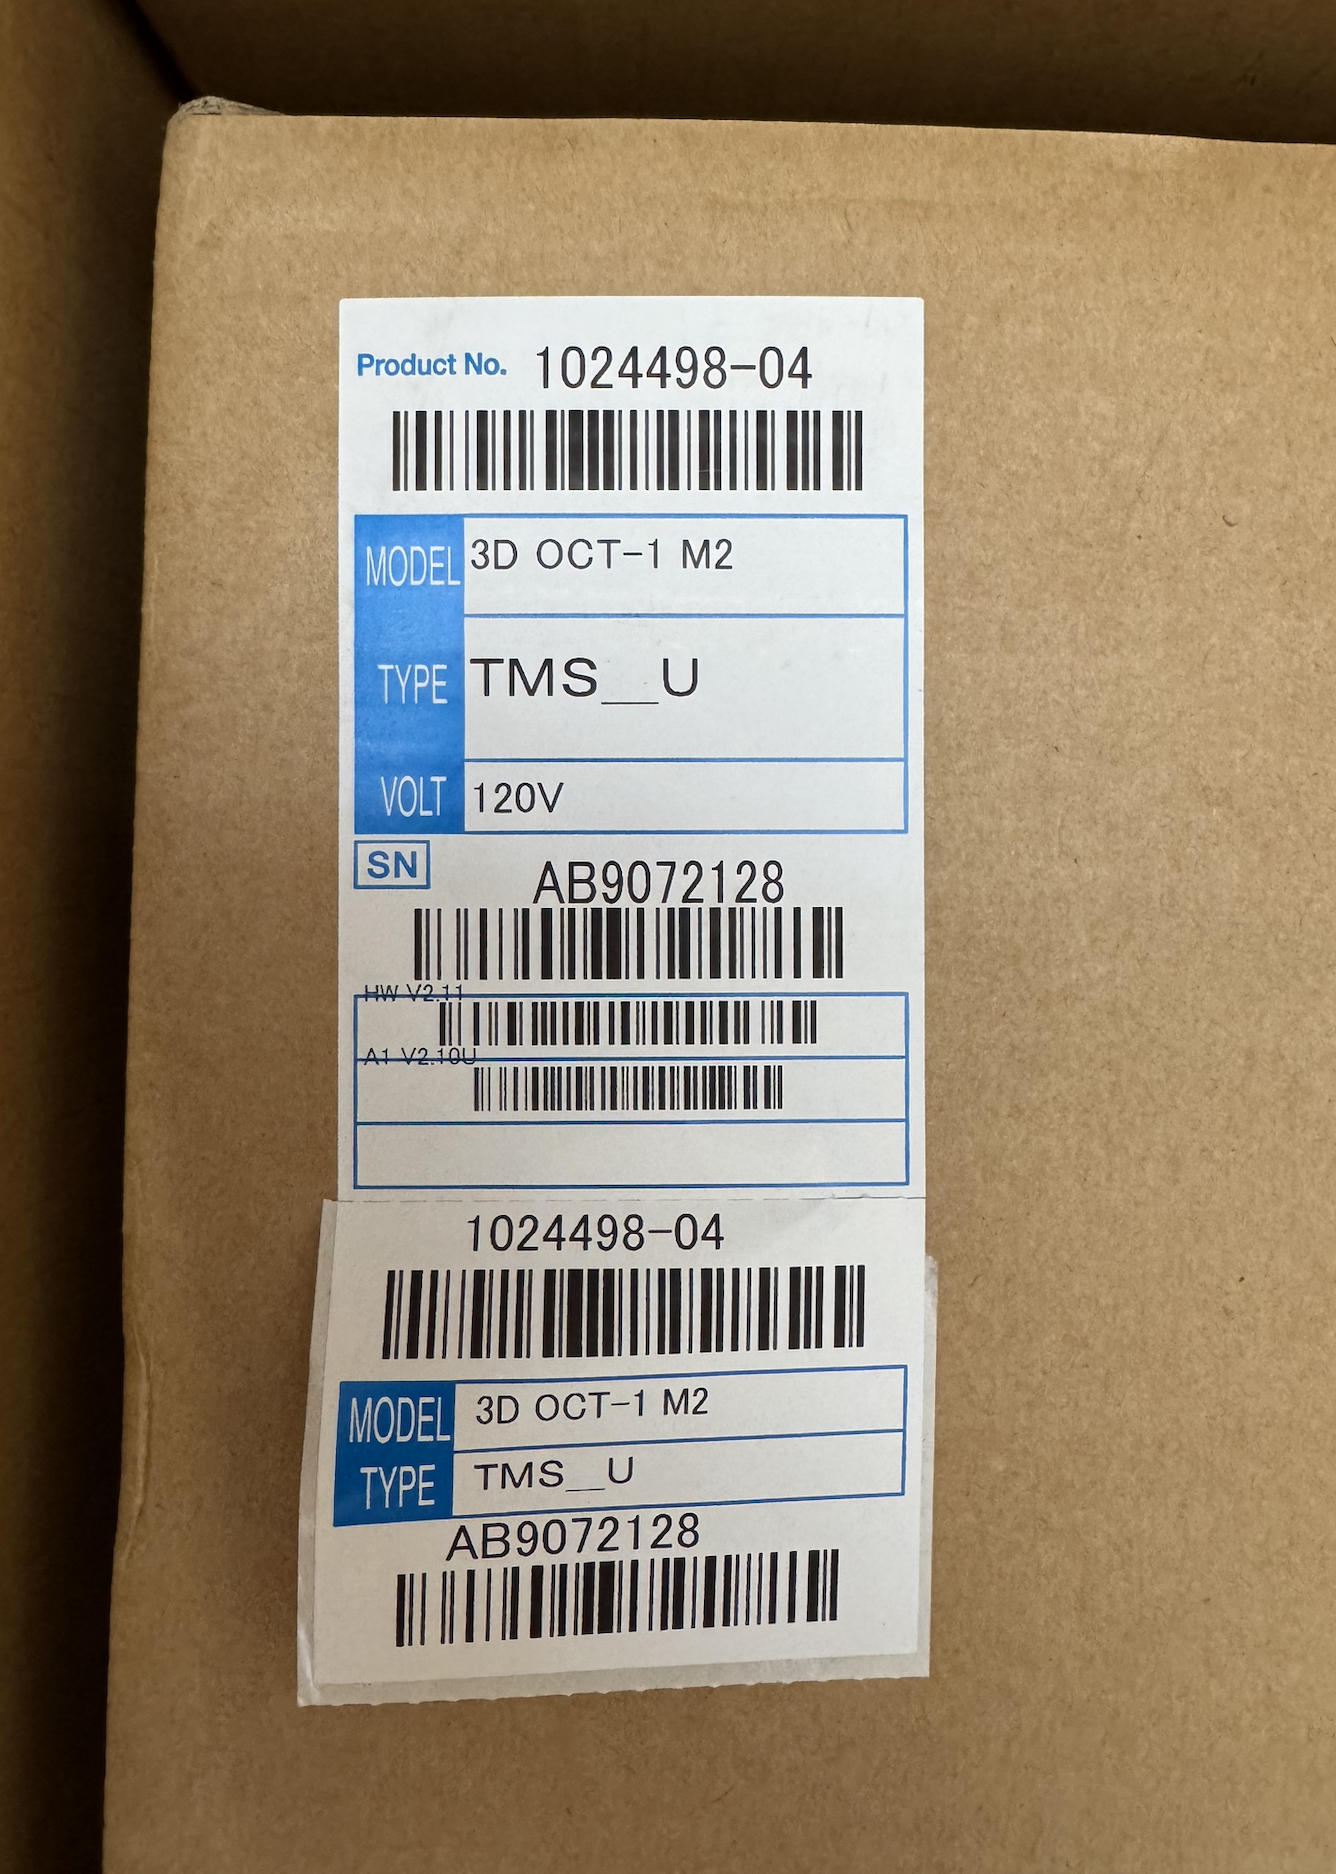 Product No. 1024498-04
MODEL 3D OCT-1 M2
TYPE TMS__U
VOLT 120V
SN AB9072128
HW V2.11
A1 V2.10U
1024498-04
MODEL 3D OCT-1 M2
TYPE TMS__U
AB9072128